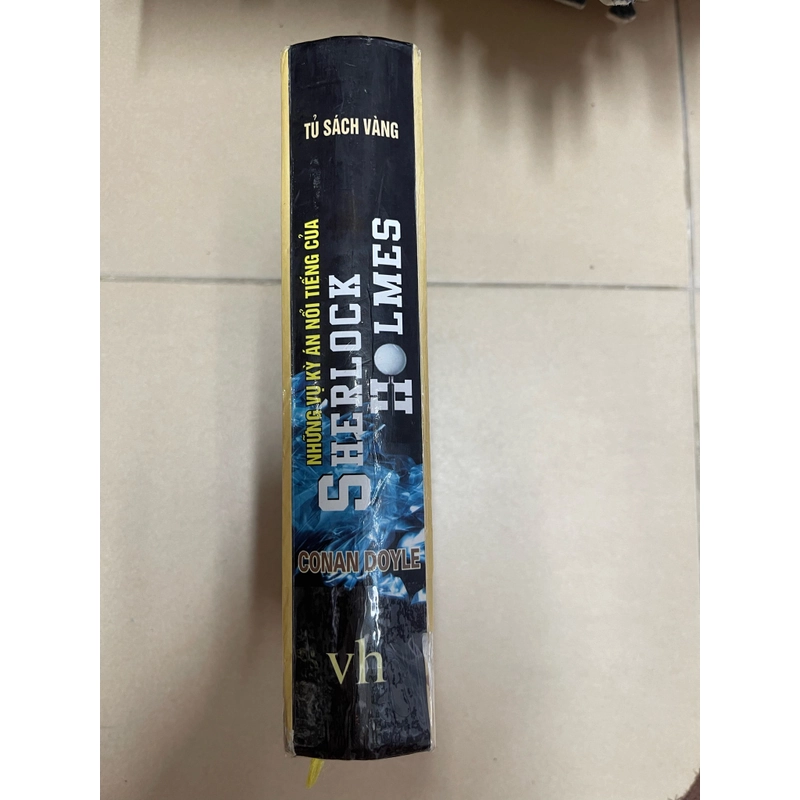 TỦ SÁCH VÀNG
NHỮNG VỤ KỲ ÁN NỔI TIẾNG CỦA
SHERLOCK
HOLMES
CONAN DOYLE
vh